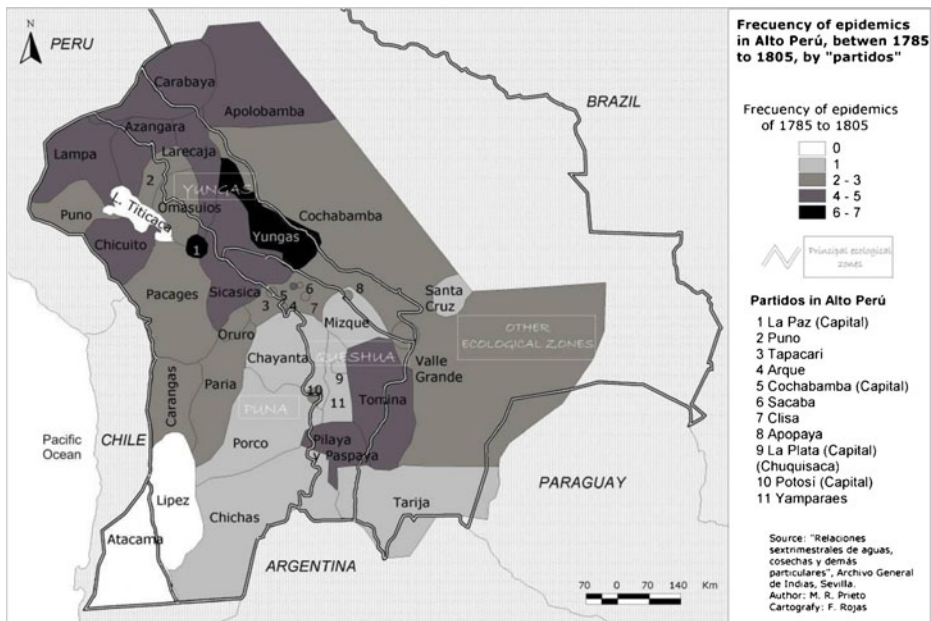 Frecuency of epidemics
in Alto Perú, betwen 1785
to 1805, by "partidos"
Frecuency of epidemics
of 1785 to 1805
0
1
2 - 3
4 - 5
6 - 7
Principal ecological
zones
Partidos in Alto Perú
1 La Paz (Capital)
2 Puno
3 Tapacari
4 Arque
5 Cochabamba (Capital)
6 Sacaba
7 Clisa
8 Apopaya
9 La Plata (Capital)
(Chuquisaca)
10 Potosí (Capital)
11 Yamparaes
Source: "Relaciones
sextrimestrales de aguas,
cosechas y demás
particulares", Archivo General
de Indias, Sevilla.
Author: M. R. Prieto
Cartografy: F. Rojas
N
PERU
BRAZIL
Carabaya
Apolobamba
Azangara
Lampa
Larecaja
2
YUNGAS
Omasuios
L. Titicaca
Puno
Cochabamba
Yungas
Chicuito
1
Pacages
Sicasica
5
6
8
3
4
7
Santa
Cruz
Mizque
Oruro
OTHER
ECOLOGICAL ZONES
Chayanta
QUESHUA
Valle
Grande
Carangas
Paria
9
10
11
Tomina
PUNA
Pacific
Ocean
CHILE
Porco
Pilaya
y Paspaya
PARAGUAY
Lipez
Chichas
Tarija
Atacama
ARGENTINA
70 0 70 140 Km